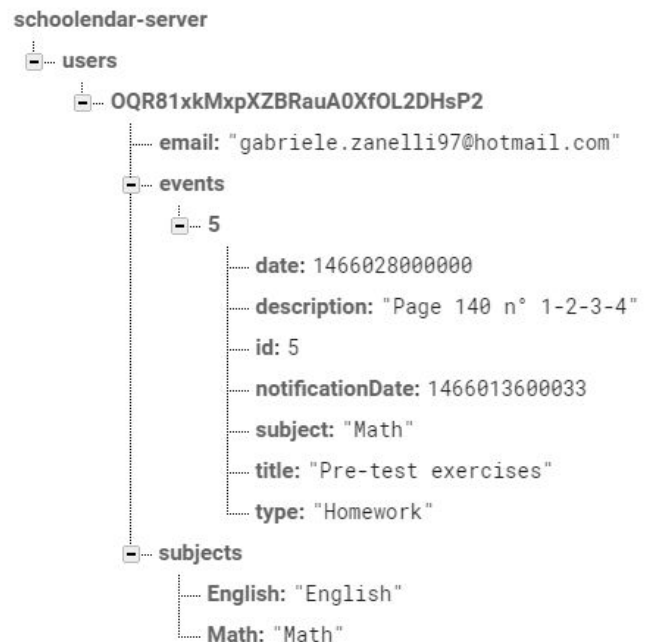 schoolendar-server
users
OQR81xkMxpXZBRauA0XfOL2DHsP2
email: "gabriele.zanelli97@hotmail.com"
events
5
date: 1466028000000
description: "Page 140 n° 1-2-3-4"
id: 5
notificationDate: 1466013600033
subject: "Math"
title: "Pre-test exercises"
type: "Homework"
subjects
English: "English"
Math: "Math"